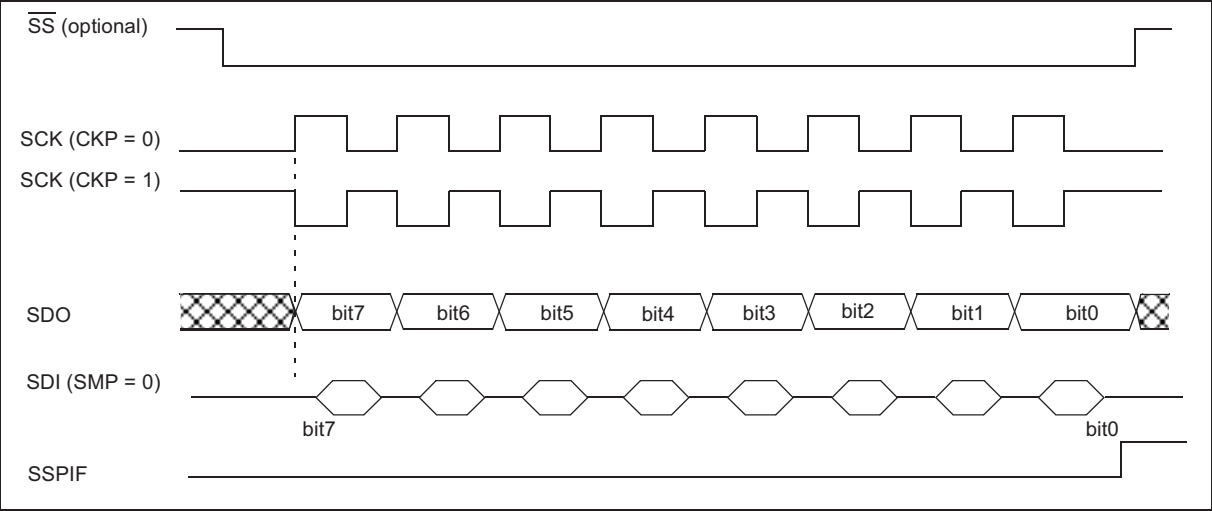 S̅S̅ (optional)
SCK (CKP = 0)
SCK (CKP = 1)
SDO
bit7 bit6 bit5 bit4 bit3 bit2 bit1 bit0
SDI (SMP = 0)
bit7 bit0
SSPIF